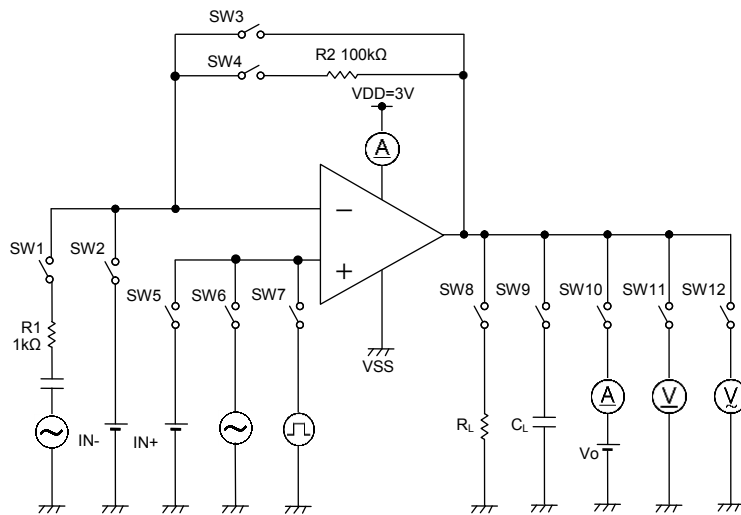 SW3
SW4
R2 100kΩ
VDD=3V
A
−
+
SW1
SW2
SW5
SW6
SW7
SW8
SW9
SW10
SW11
SW12
R1
1kΩ
VSS
IN-
IN+
RL
CL
A
V
V
Vo